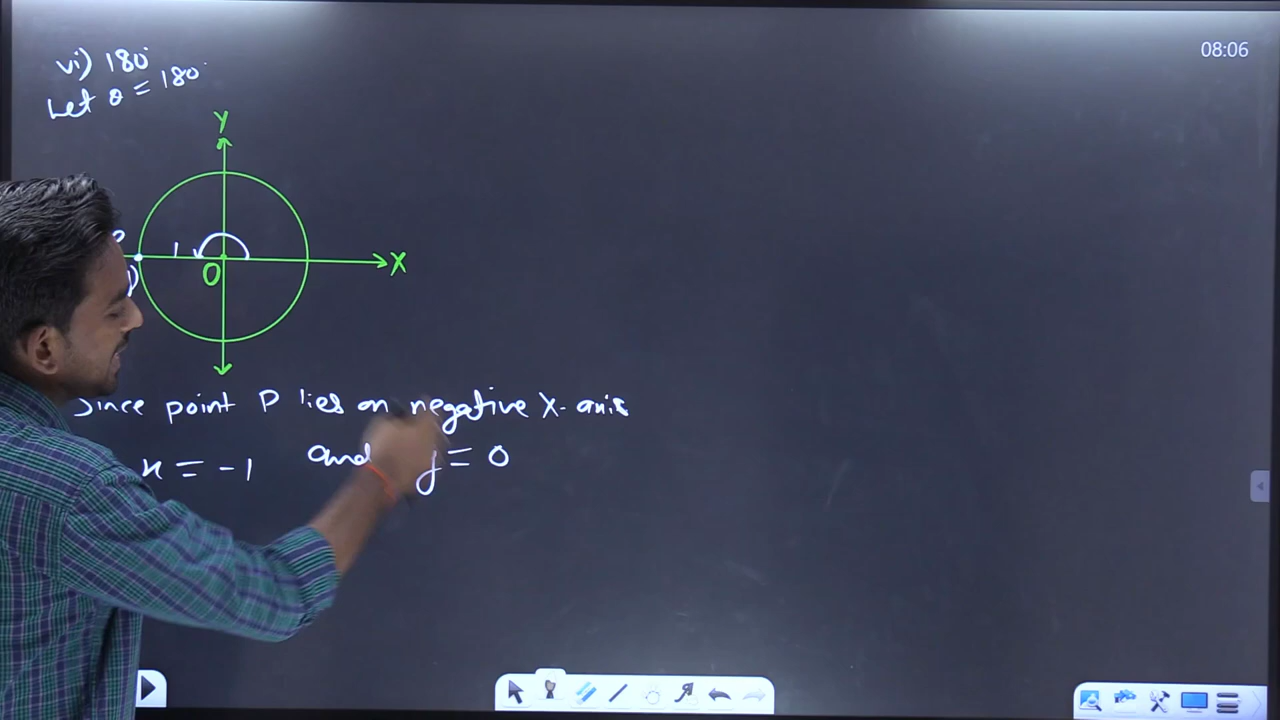 08:06
vi) 180°
Let θ = 180°
Y
P
1
O
X
Since point P lies on negative X-axis
x = -1 and y = 0